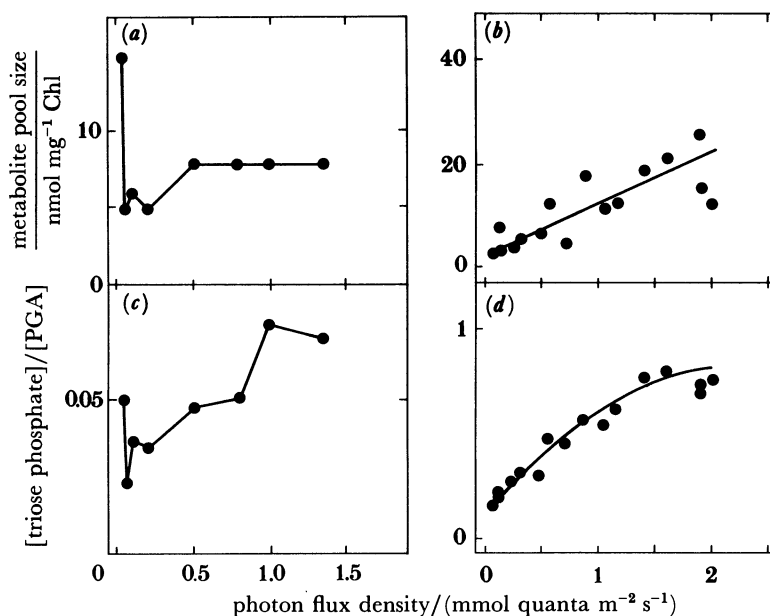 (a)
(b)
metabolite pool size
nmol mg⁻¹ Chl
10
0
40
20
0
(c)
(d)
[triose phosphate]/[PGA]
0.05
1
0
0 0 0.5 1.0 1.5
0 1 2
photon flux density/(mmol quanta m⁻² s⁻¹)